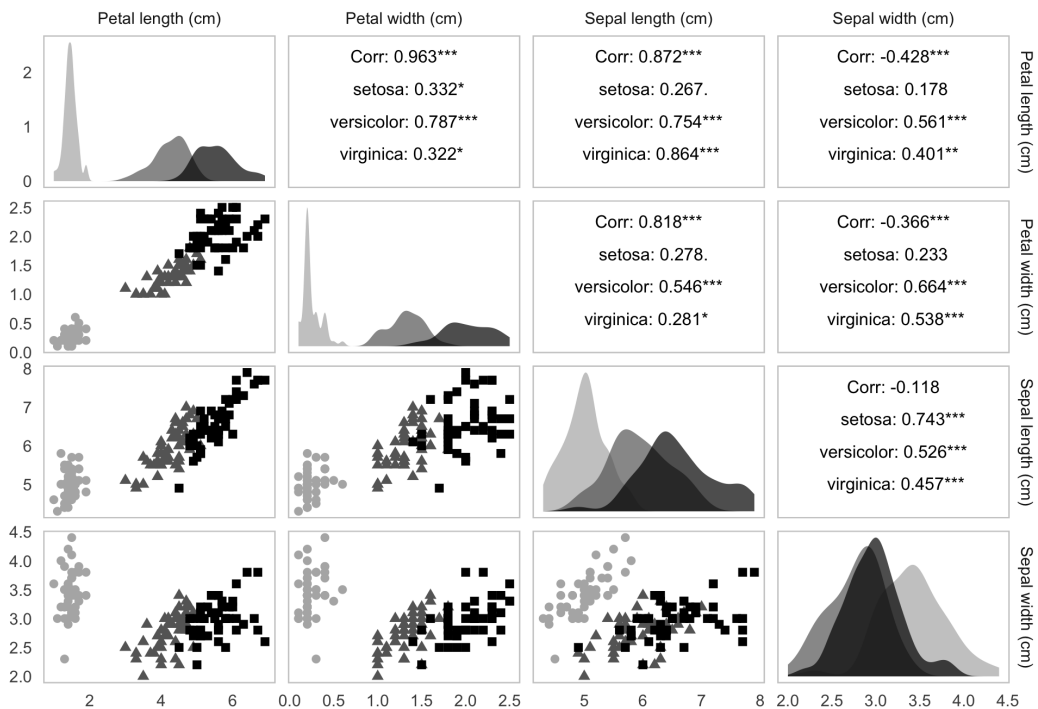 Petal length (cm) Petal width (cm) Sepal length (cm) Sepal width (cm)
Corr: 0.963***
setosa: 0.332*
versicolor: 0.787***
virginica: 0.322*
Corr: 0.872***
setosa: 0.267.
versicolor: 0.754***
virginica: 0.864***
Corr: -0.428***
setosa: 0.178
versicolor: 0.561***
virginica: 0.401**
Petal length (cm)
2
1
0
Corr: 0.818***
setosa: 0.278.
versicolor: 0.546***
virginica: 0.281*
Corr: -0.366***
setosa: 0.233
versicolor: 0.664***
virginica: 0.538***
Petal width (cm)
2.5
2.0
1.5
1.0
0.5
0.0
Corr: -0.118
setosa: 0.743***
versicolor: 0.526***
virginica: 0.457***
Sepal length (cm)
8
7
6
5
Sepal width (cm)
4.5
4.0
3.5
3.0
2.5
2.0
2 4 6 0.0 0.5 1.0 1.5 2.0 2.5 5 6 7 8 2.0 2.5 3.0 3.5 4.0 4.5